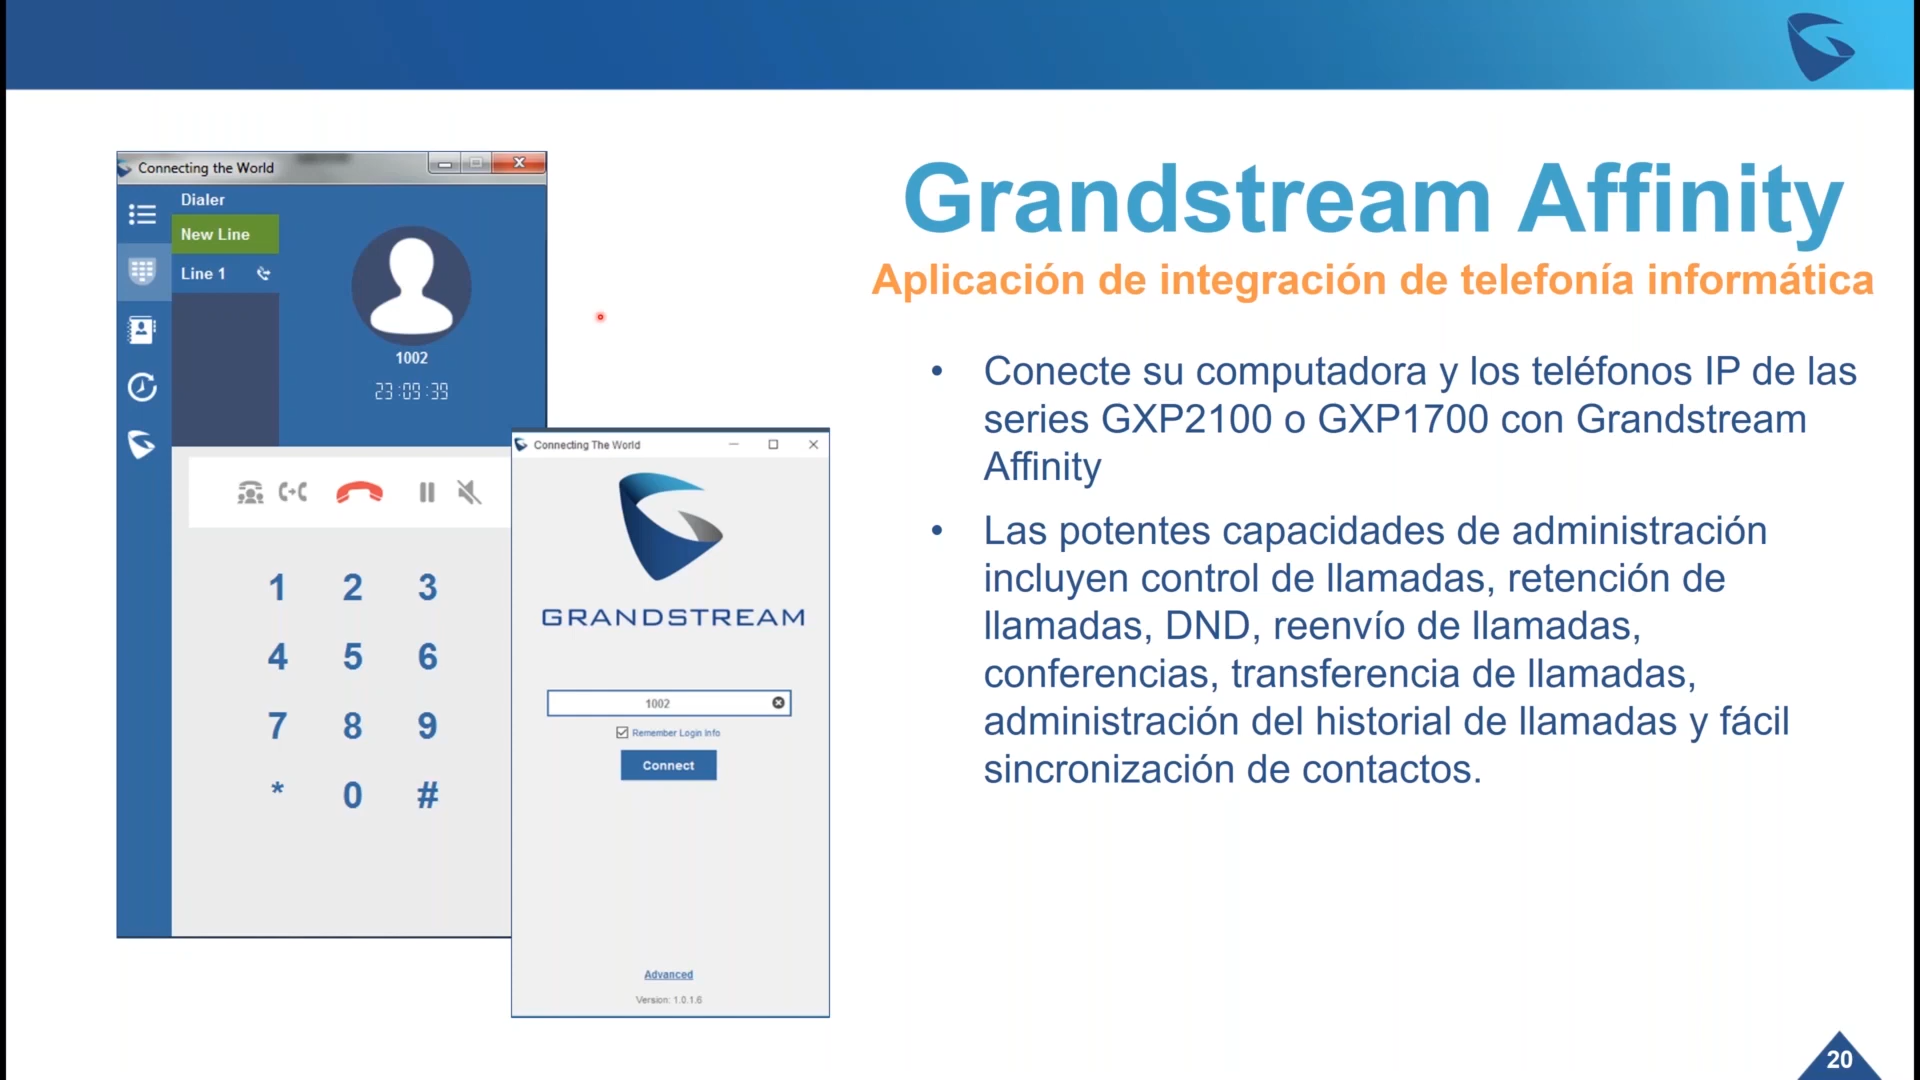 Connecting the World
Dialer
New Line
Line 1
1002
23:09:39
1 2 3
4 5 6
7 8 9
* 0 #
Connecting The World
GRANDSTREAM
1002
Remember Login Info
Connect
Advanced
Version: 1.0.1.6
Grandstream Affinity
Aplicación de integración de telefonía informática
• Conecte su computadora y los teléfonos IP de las
series GXP2100 o GXP1700 con Grandstream
Affinity
• Las potentes capacidades de administración
incluyen control de llamadas, retención de
llamadas, DND, reenvío de llamadas,
conferencias, transferencia de llamadas,
administración del historial de llamadas y fácil
sincronización de contactos.
20